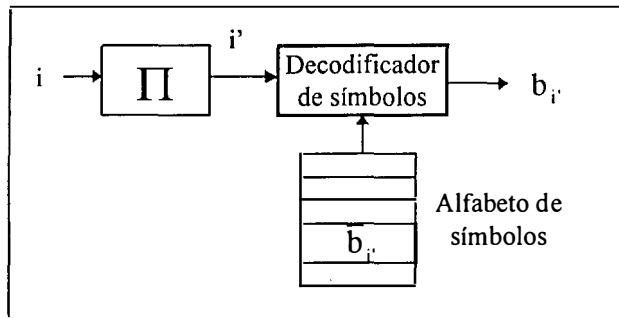 i
∏
i'
Decodificador
de símbolos
b i'
Alfabeto de
símbolos
b i'